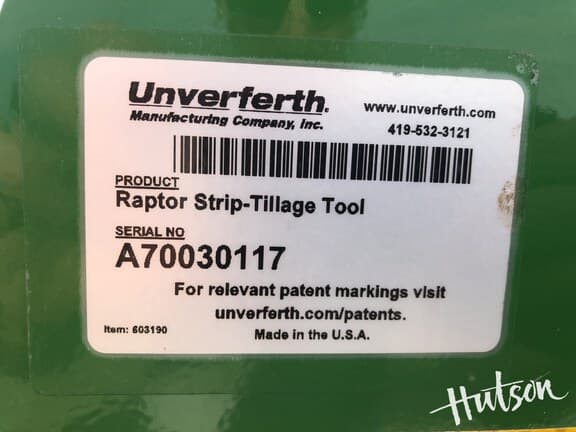 Unverferth.
Manufacturing Company, Inc.
www.unverferth.com
419-532-3121
PRODUCT
Raptor Strip-Tillage Tool
SERIAL NO
A70030117
For relevant patent markings visit
unverferth.com/patents.
Item: 603190
Made in the U.S.A.
Hutson